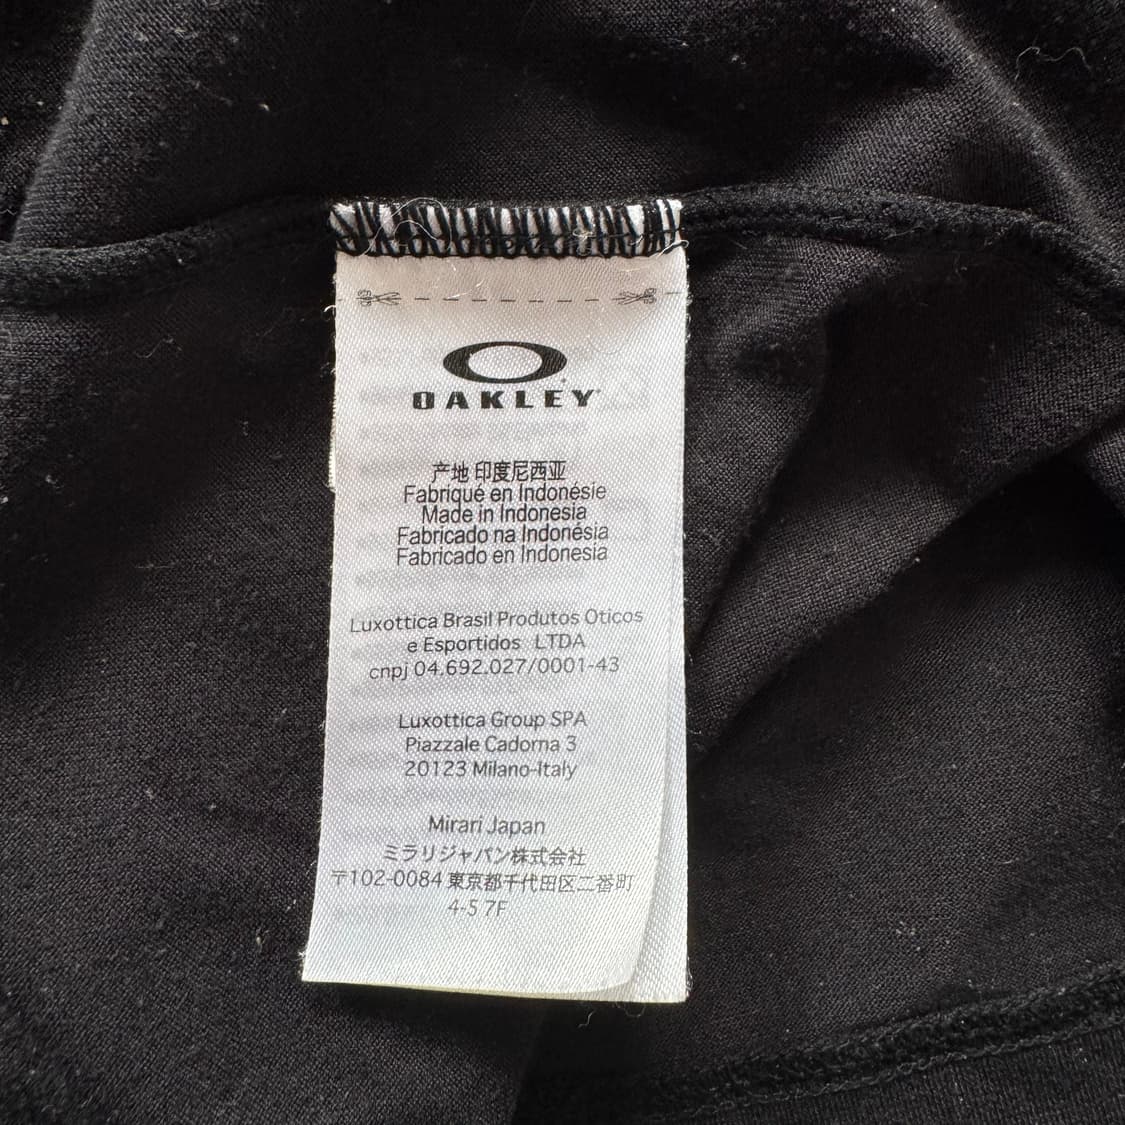 OAKLEY
产地 印度尼西亚
Fabriqué en Indonésie
Made in Indonesia
Fabricado na Indonésia
Fabricado en Indonesia
Luxottica Brasil Produtos Oticos
e Esportidos LTDA
cnpj 04.692.027/0001-43
Luxottica Group SPA
Piazzale Cadorna 3
20123 Milano-Italy
Mirari Japan
ミラリジャパン株式会社
〒102-0084 東京都千代田区二番町
4-5 7F